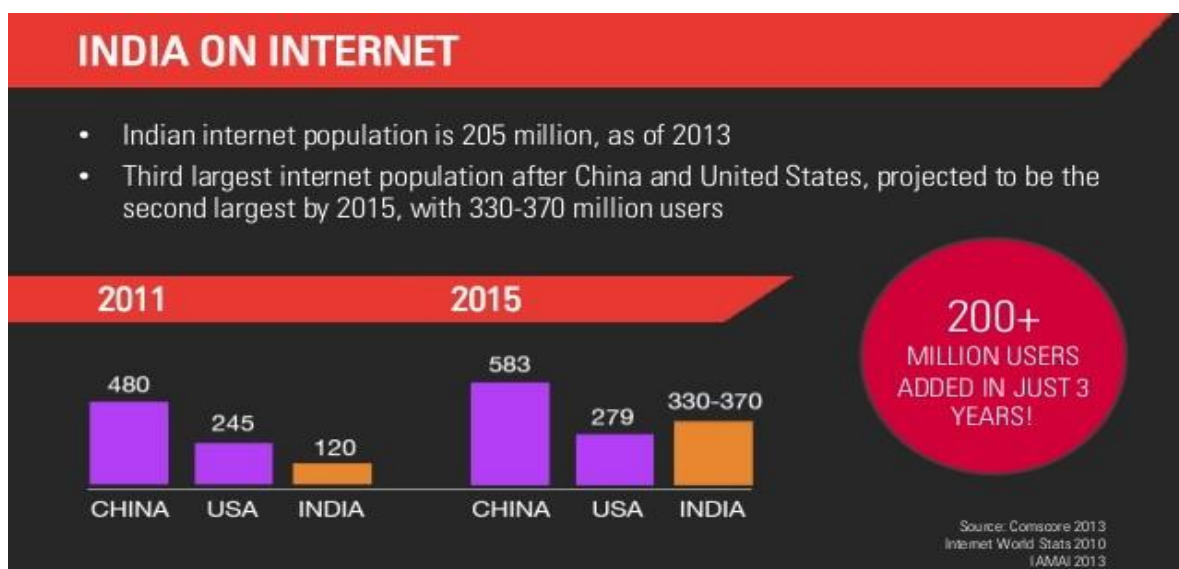 INDIA ON INTERNET
• Indian internet population is 205 million, as of 2013
• Third largest internet population after China and United States, projected to be the
second largest by 2015, with 330-370 million users
2011
2015
480
245
120
CHINA
USA
INDIA
583
279
330-370
CHINA
USA
INDIA
200+
MILLION USERS
ADDED IN JUST 3
YEARS!
Source: Comscore 2013
Internet World Stats 2010
IAMAI 2013